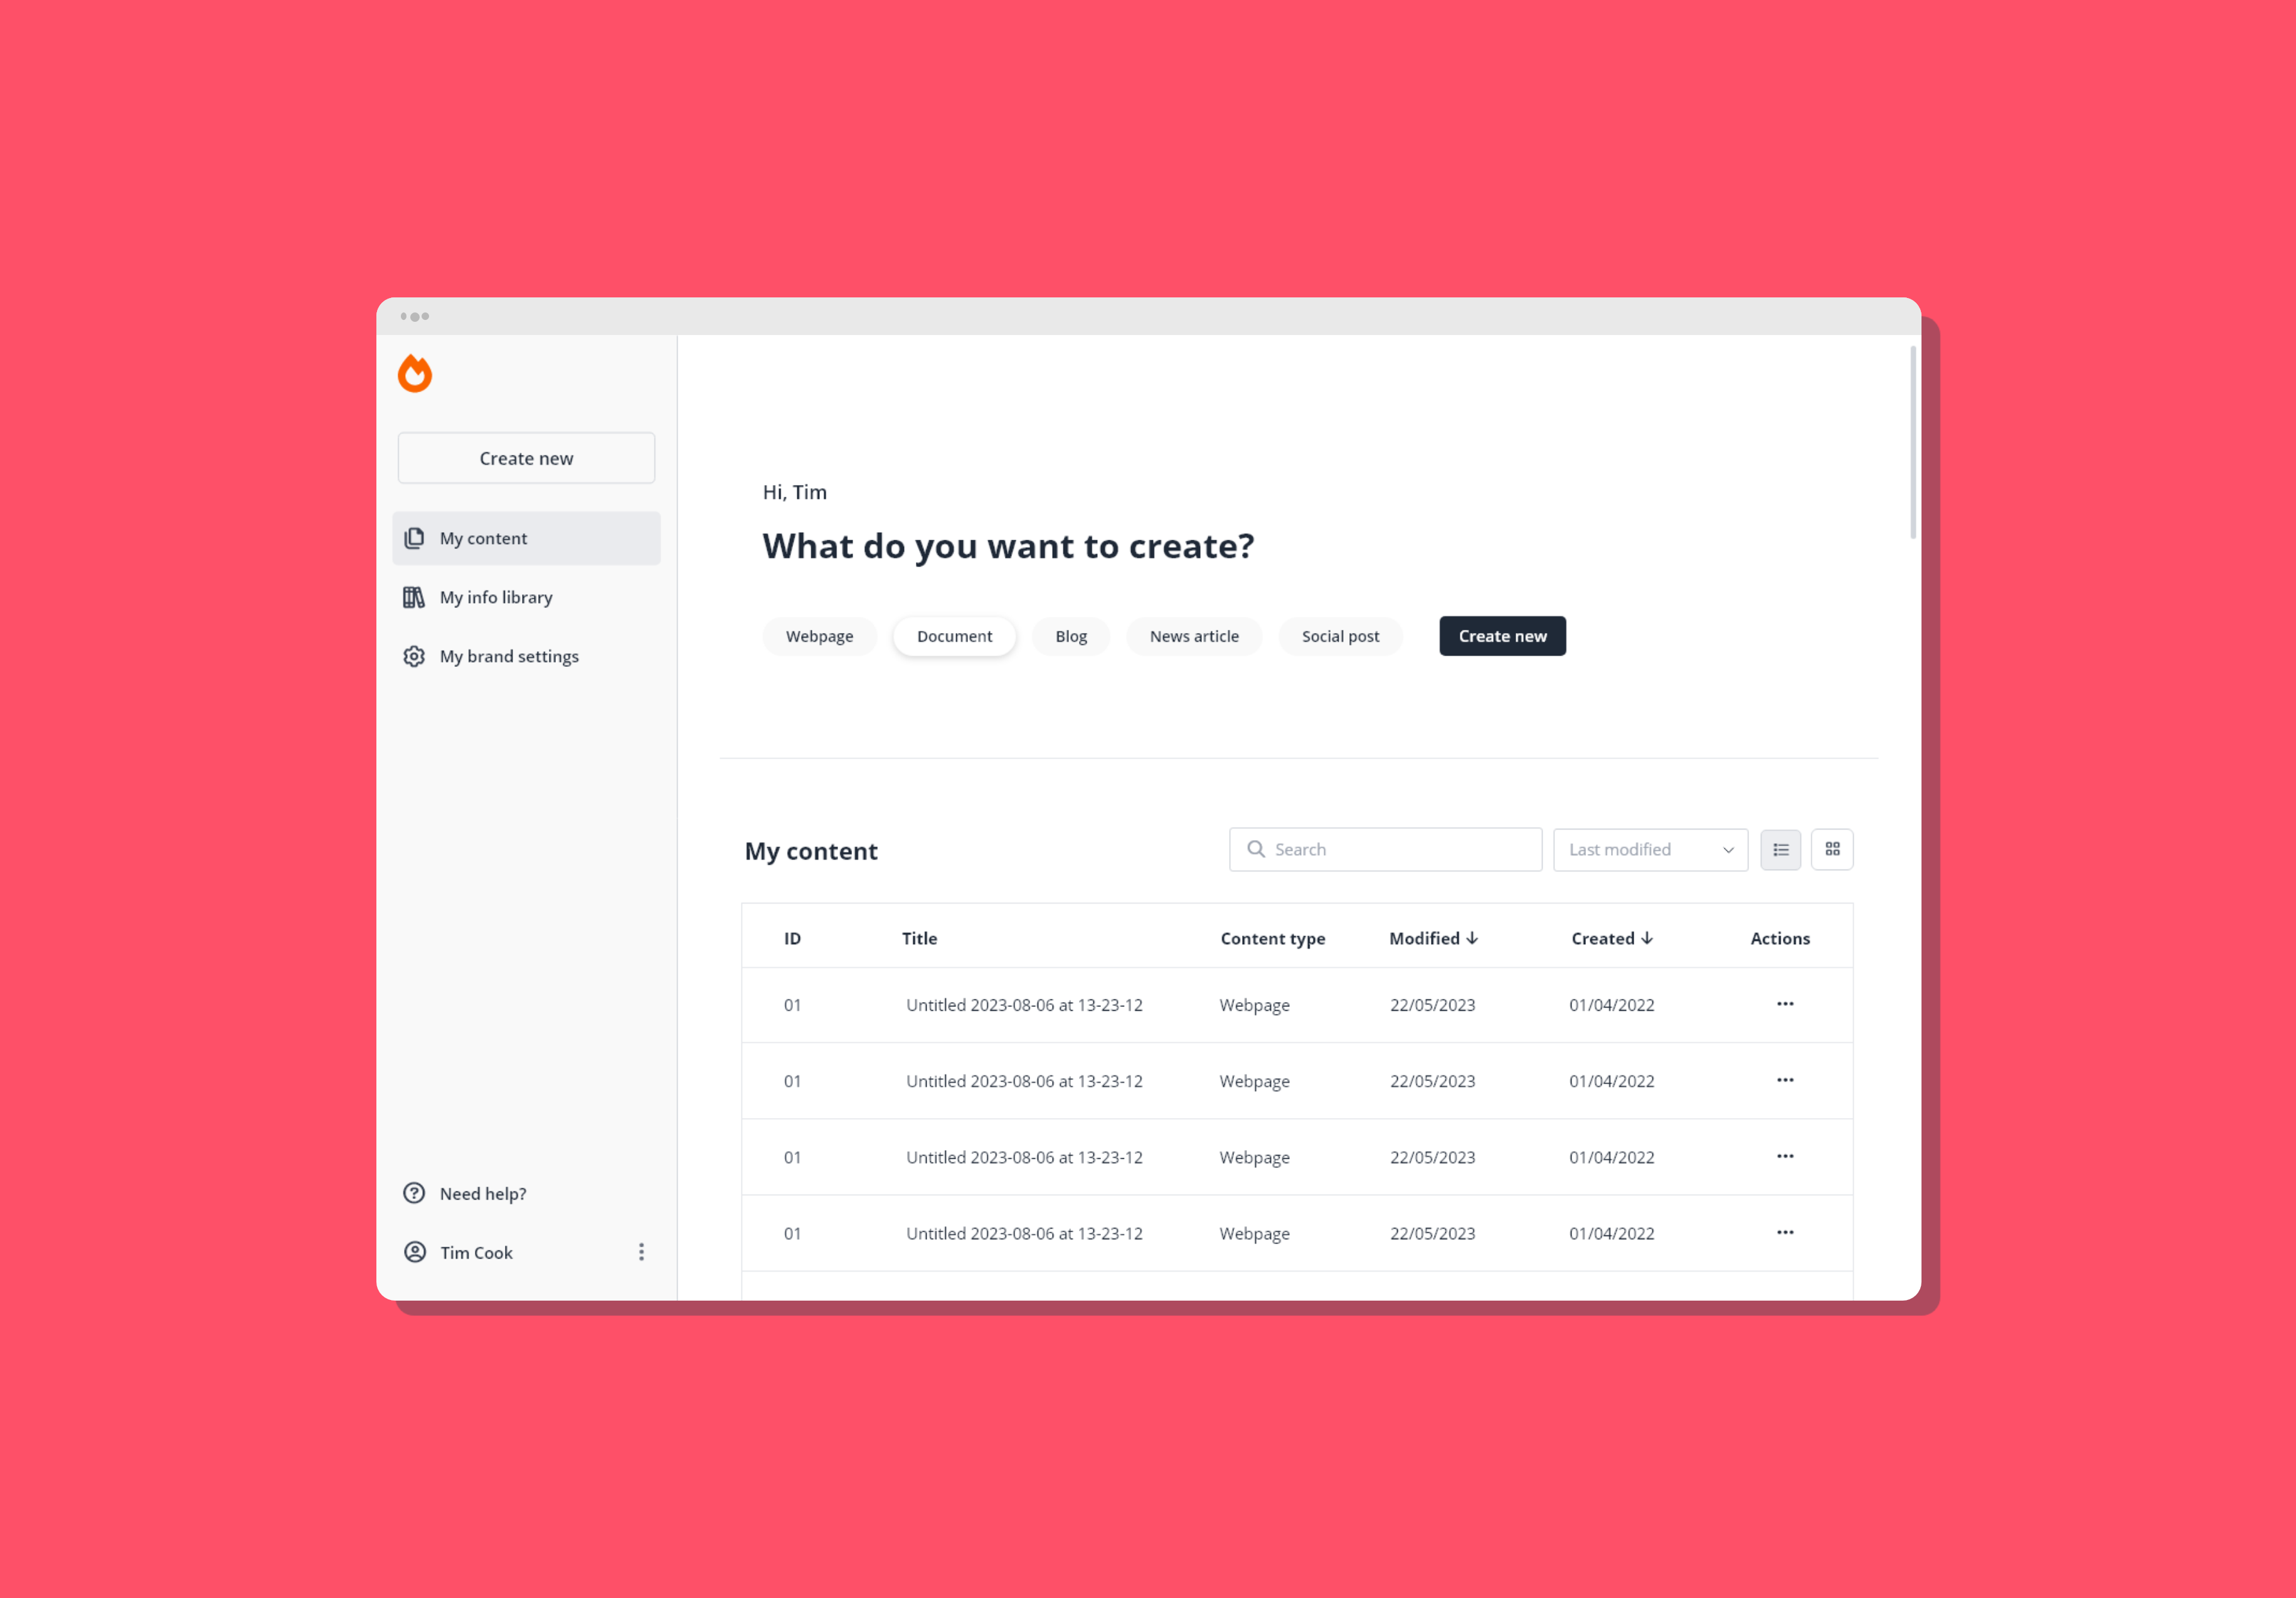 Create new
My content
My info library
My brand settings
Need help?
Tim Cook
Hi, Tim
What do you want to create?
Webpage Document Blog News article Social post Create new
My content Search Last modified
ID Title Content type Modified Created Actions
01 Untitled 2023-08-06 at 13-23-12 Webpage 22/05/2023 01/04/2022
01 Untitled 2023-08-06 at 13-23-12 Webpage 22/05/2023 01/04/2022
01 Untitled 2023-08-06 at 13-23-12 Webpage 22/05/2023 01/04/2022
01 Untitled 2023-08-06 at 13-23-12 Webpage 22/05/2023 01/04/2022